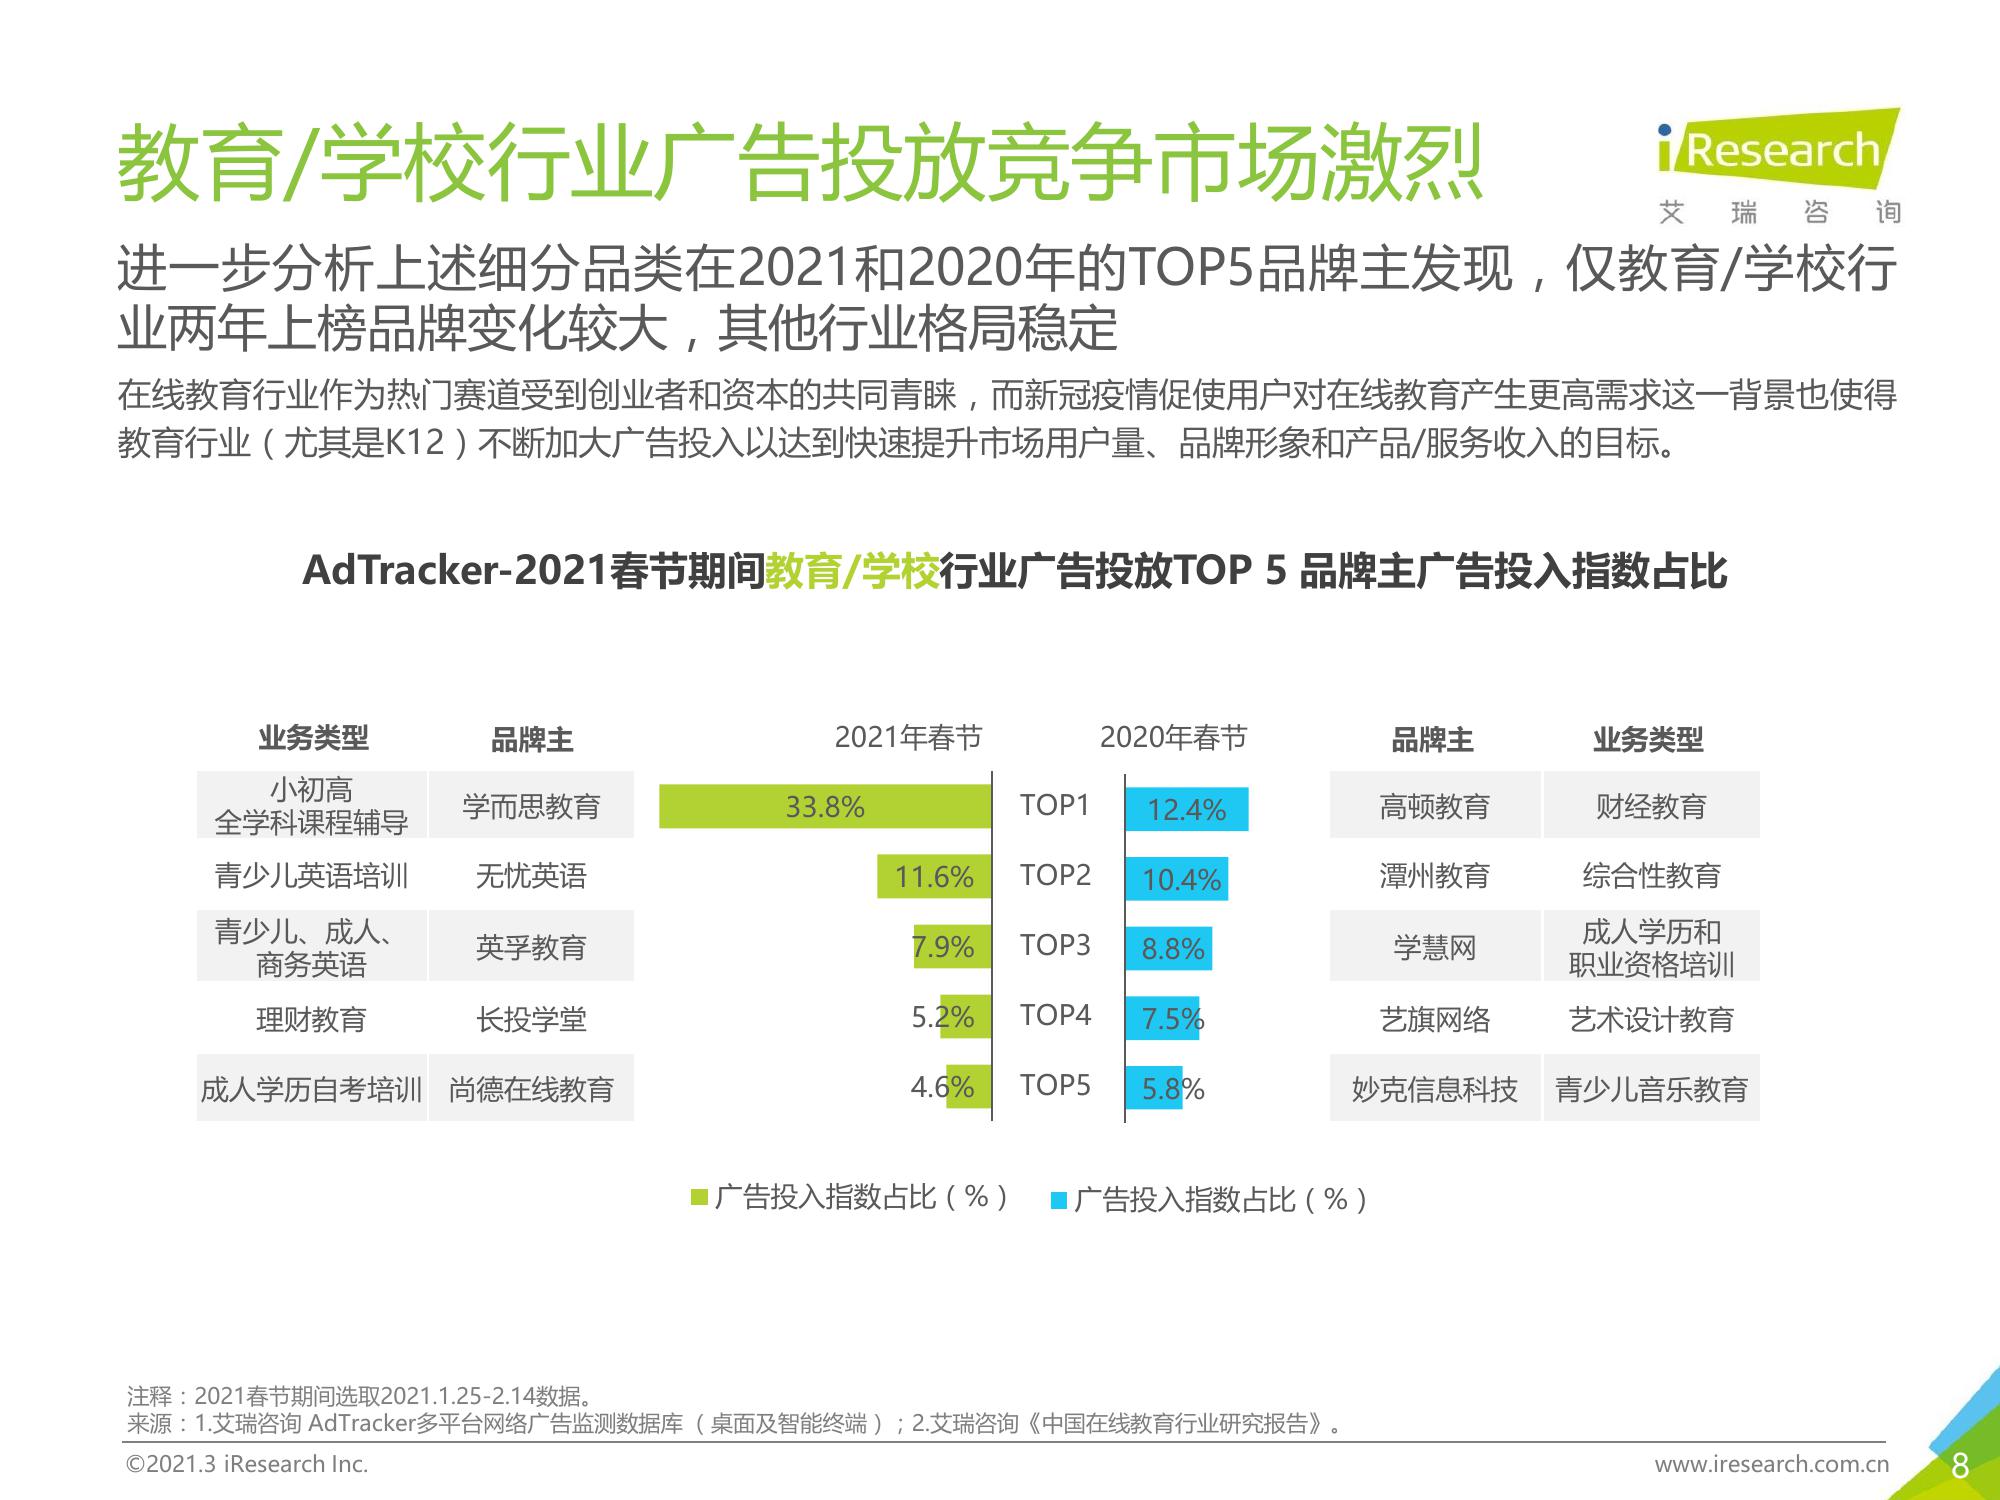 教育/学校行业广告投放竞争市场激烈
iResearch
艾瑞咨询
进一步分析上述细分品类在2021和2020年的TOP5品牌主发现，仅教育/学校行
业两年上榜品牌变化较大，其他行业格局稳定
在线教育行业作为热门赛道受到创业者和资本的共同青睐，而新冠疫情促使用户对在线教育产生更高需求这一背景也使得
教育行业（尤其是K12）不断加大广告投入以达到快速提升市场用户量、品牌形象和产品/服务收入的目标。
AdTracker-2021春节期间教育/学校行业广告投放TOP 5 品牌主广告投入指数占比
业务类型 品牌主 2021年春节 2020年春节 品牌主 业务类型
小初高
全学科课程辅导 学而思教育 33.8% TOP1 12.4% 高顿教育 财经教育
青少儿英语培训 无忧英语 11.6% TOP2 10.4% 潭州教育 综合性教育
青少儿、成人、
商务英语 英孚教育 7.9% TOP3 8.8% 学慧网 成人学历和
职业资格培训
理财教育 长投学堂 5.2% TOP4 7.5% 艺旗网络 艺术设计教育
成人学历自考培训 尚德在线教育 4.6% TOP5 5.8% 妙克信息科技 青少儿音乐教育
广告投入指数占比（%） 广告投入指数占比（%）
注释：2021春节期间选取2021.1.25-2.14数据。
来源：1.艾瑞咨询 AdTracker多平台网络广告监测数据库（桌面及智能终端）；2.艾瑞咨询《中国在线教育行业研究报告》。
©2021.3 iResearch Inc. www.iresearch.com.cn 8